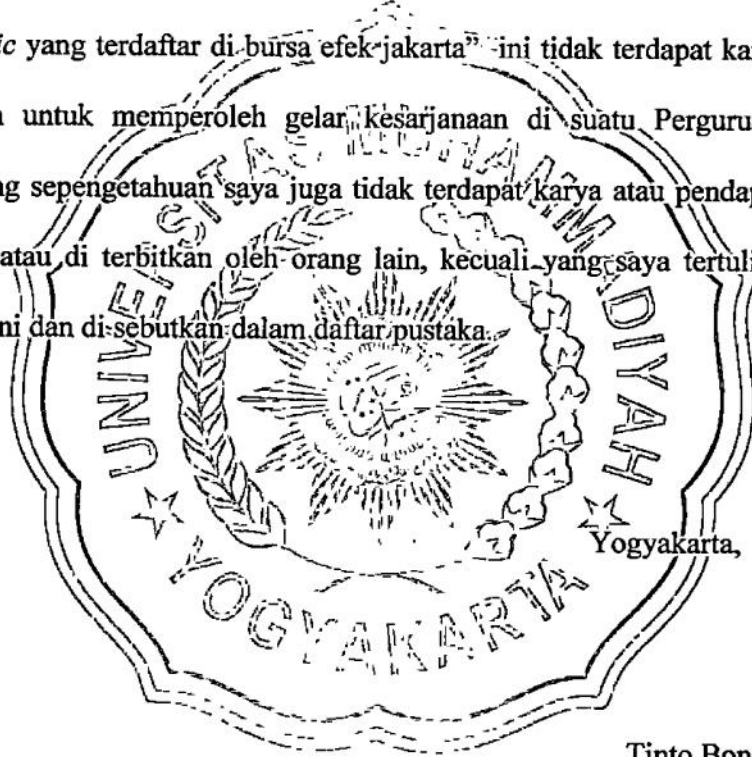 ic yang terdaftar di bursa efek jakarta” ini tidak terdapat ka
untuk memperoleh gelar kesarjanaan di suatu Perguru
ng sepengetahuan saya juga tidak terdapat karya atau pendap
atau di terbitkan oleh orang lain, kecuali yang saya tertuli
ni dan di sebutkan dalam daftar pustaka
UNIVERSITAS MUHAMMADIYAH
YOGYAKARTA
Yogyakarta,
Tinto Bon